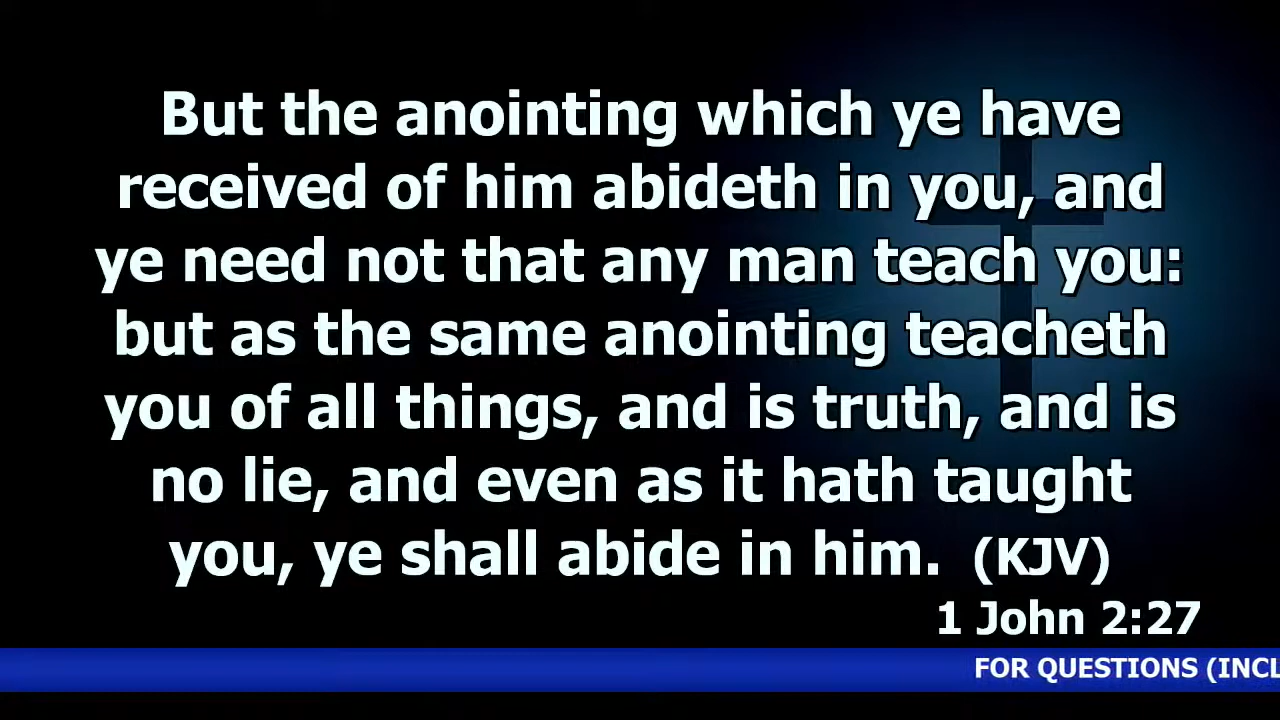 But the anointing which ye have
received of him abideth in you, and
ye need not that any man teach you:
but as the same anointing teacheth
you of all things, and is truth, and is
no lie, and even as it hath taught
you, ye shall abide in him. (KJV)
1 John 2:27
FOR QUESTIONS (INCL